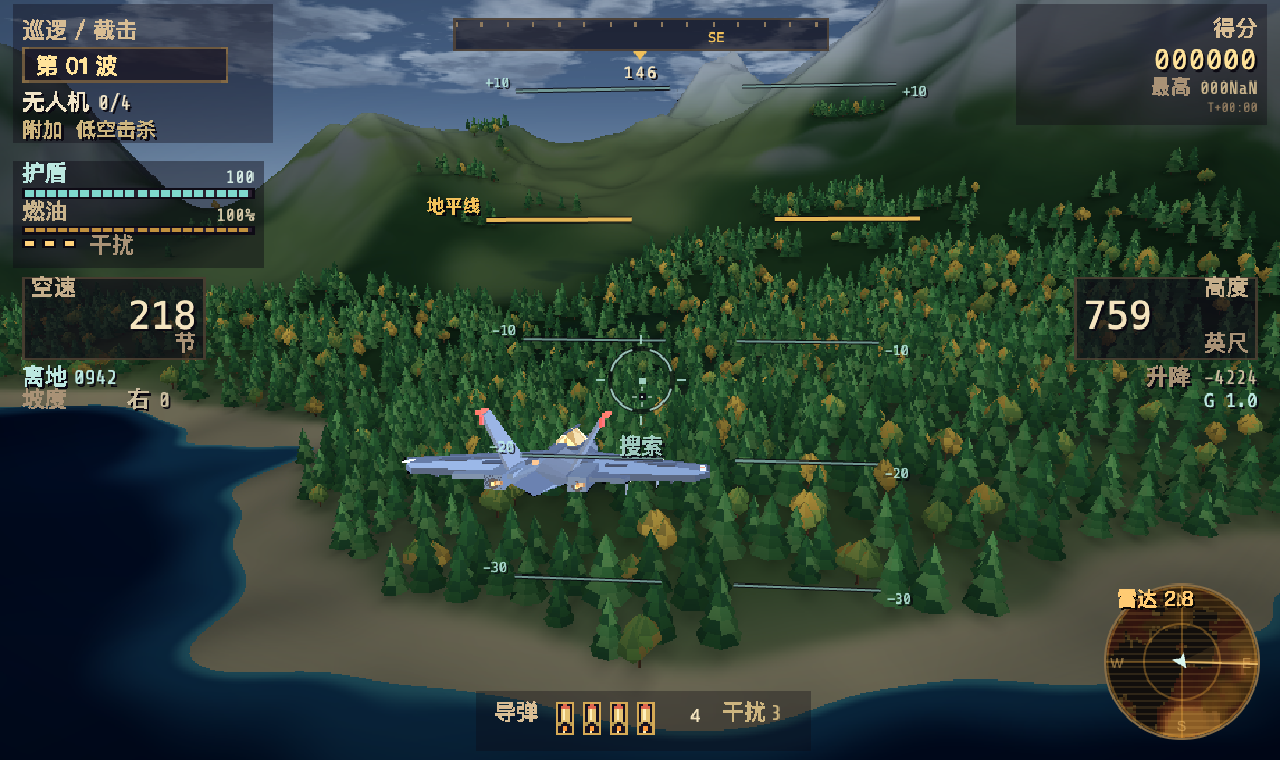 巡逻 / 截击
第 01 波
无人机 0/4
附加 低空击杀
护盾 100
燃油 100%
干扰
空速
218
节
离地 0942
坡度 右 0
SE
146
+10 +10
地平线
-10 -10
搜索
-20 -20
-30 -30
得分
000000
最高 000NaN
T+00:00
高度
759
英尺
升降 -4224
G 1.0
雷达 2:8
W E
S
导弹 4 干扰 3